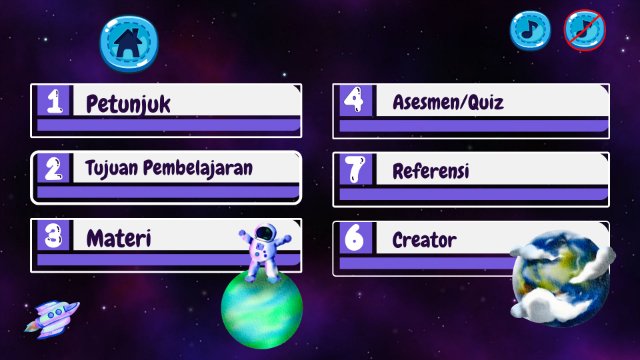 1 Petunjuk
2 Tujuan Pembelajaran
3 Materi
4 Asesmen/Quiz
7 Referensi
6 Creator